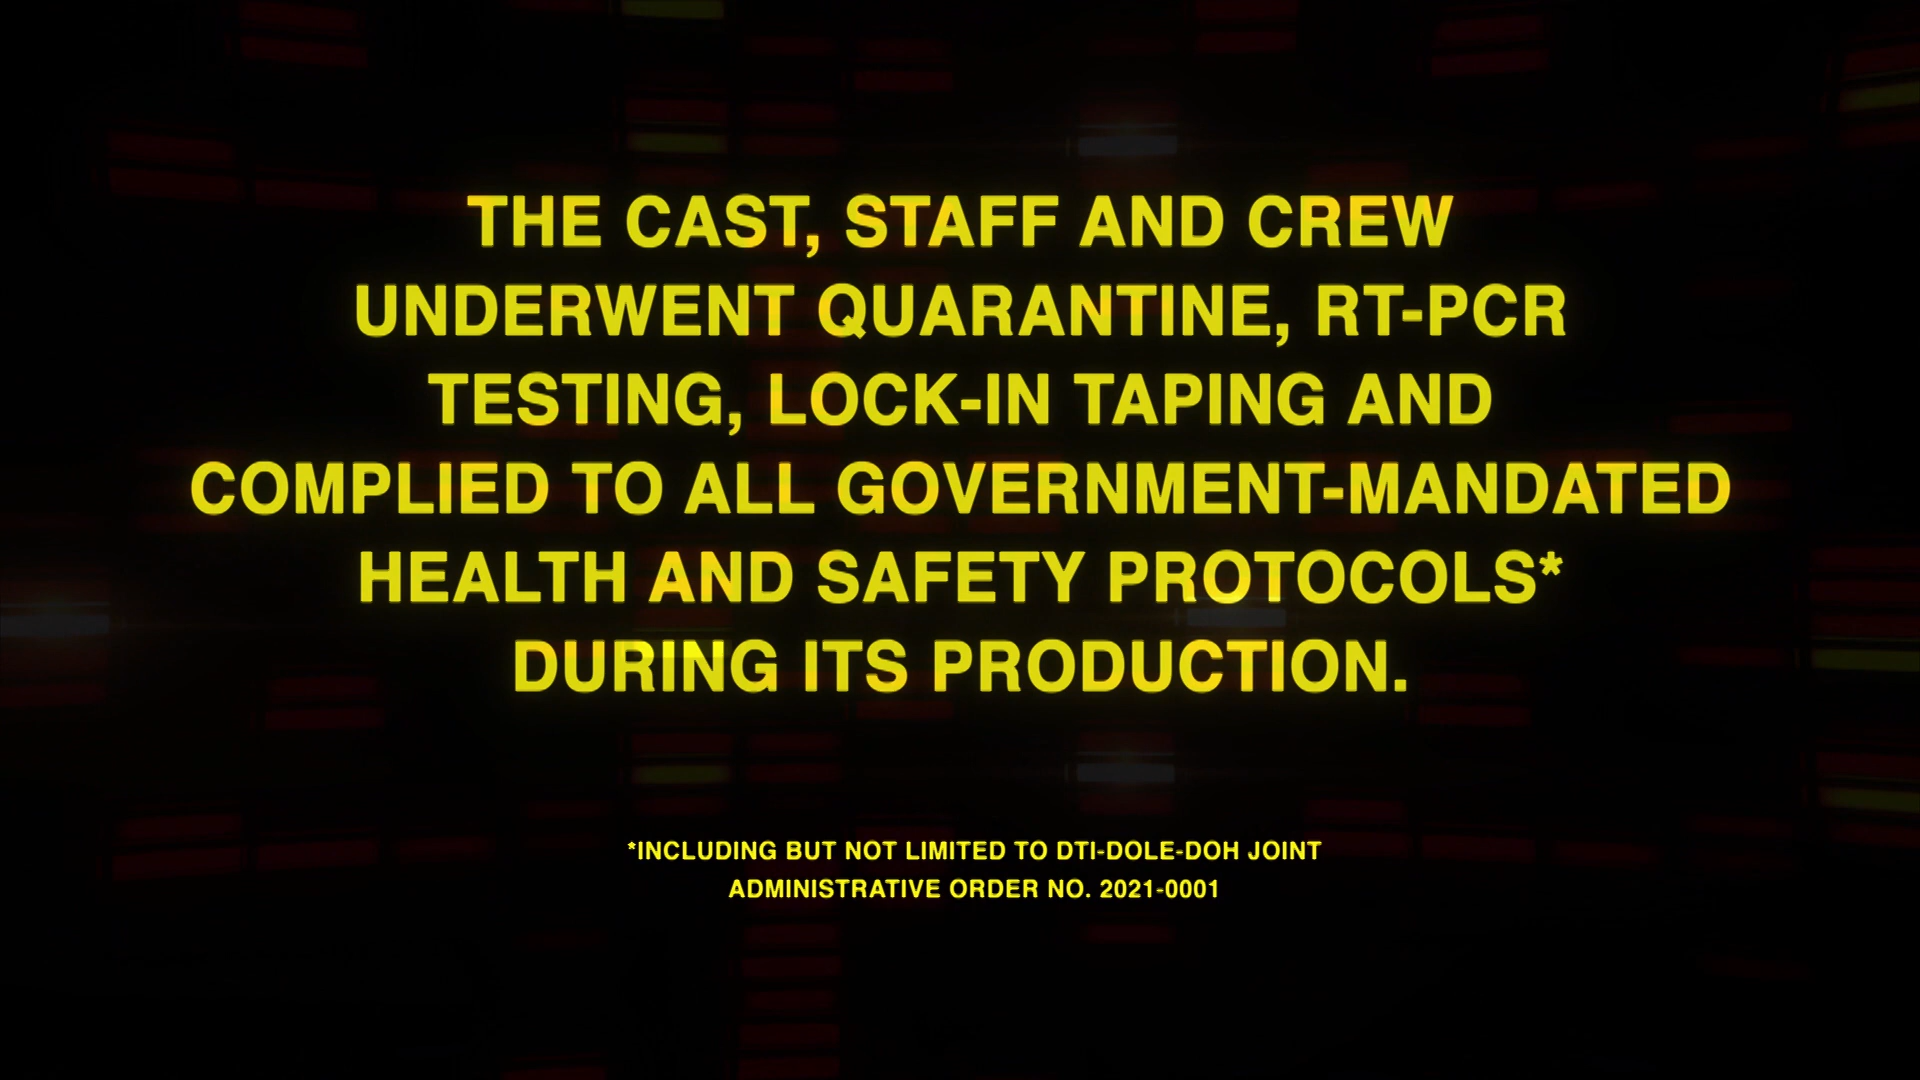 THE CAST, STAFF AND CREW
UNDERWENT QUARANTINE, RT-PCR
TESTING, LOCK-IN TAPING AND
COMPLIED TO ALL GOVERNMENT-MANDATED
HEALTH AND SAFETY PROTOCOLS*
DURING ITS PRODUCTION.
*INCLUDING BUT NOT LIMITED TO DTI-DOLE-DOH JOINT
ADMINISTRATIVE ORDER NO. 2021-0001